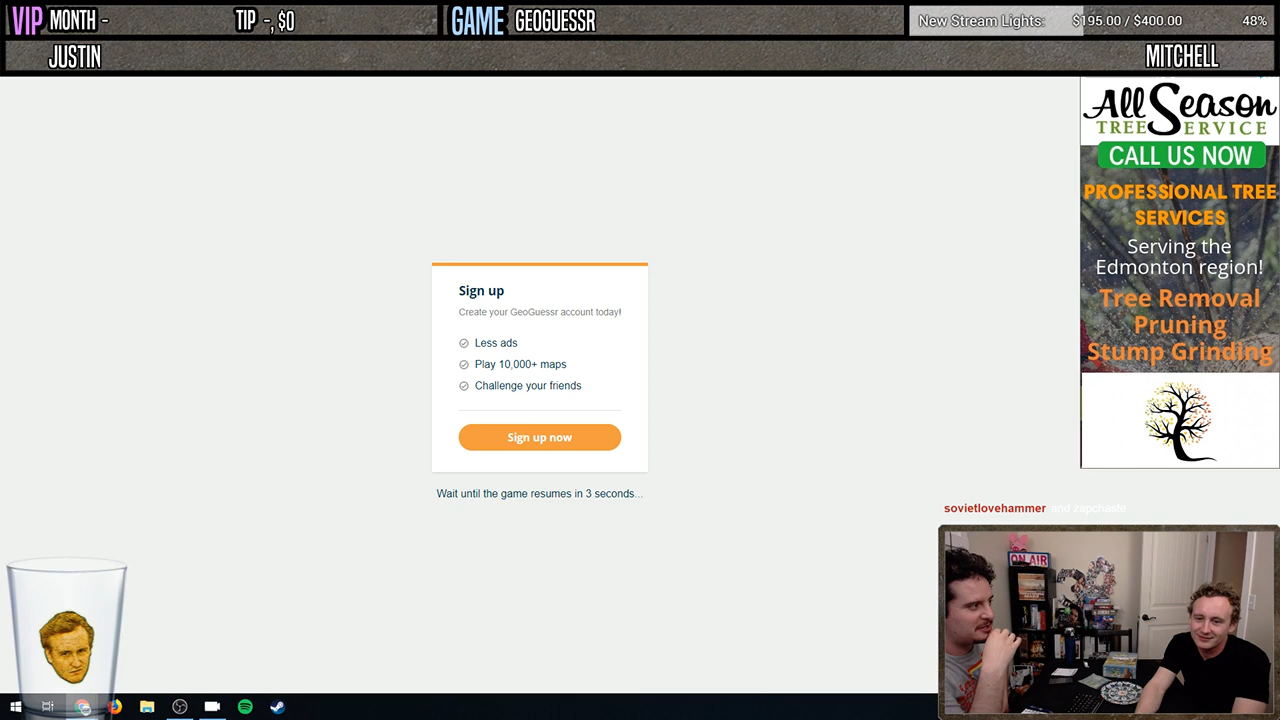 VIP MONTH -
TIP -, $0
GAME GEOGUESSR
New Stream Lights: $195.00 / $400.00 48%
JUSTIN
MITCHELL
All Season
TREE SERVICE
CALL US NOW
PROFESSIONAL TREE
SERVICES
Serving the
Edmonton region!
Tree Removal
Pruning
Stump Grinding
Sign up
Create your GeoGuessr account today!
Less ads
Play 10,000+ maps
Challenge your friends
Sign up now
Wait until the game resumes in 3 seconds...
sovietlovehammer and zapchaste
ON AIR